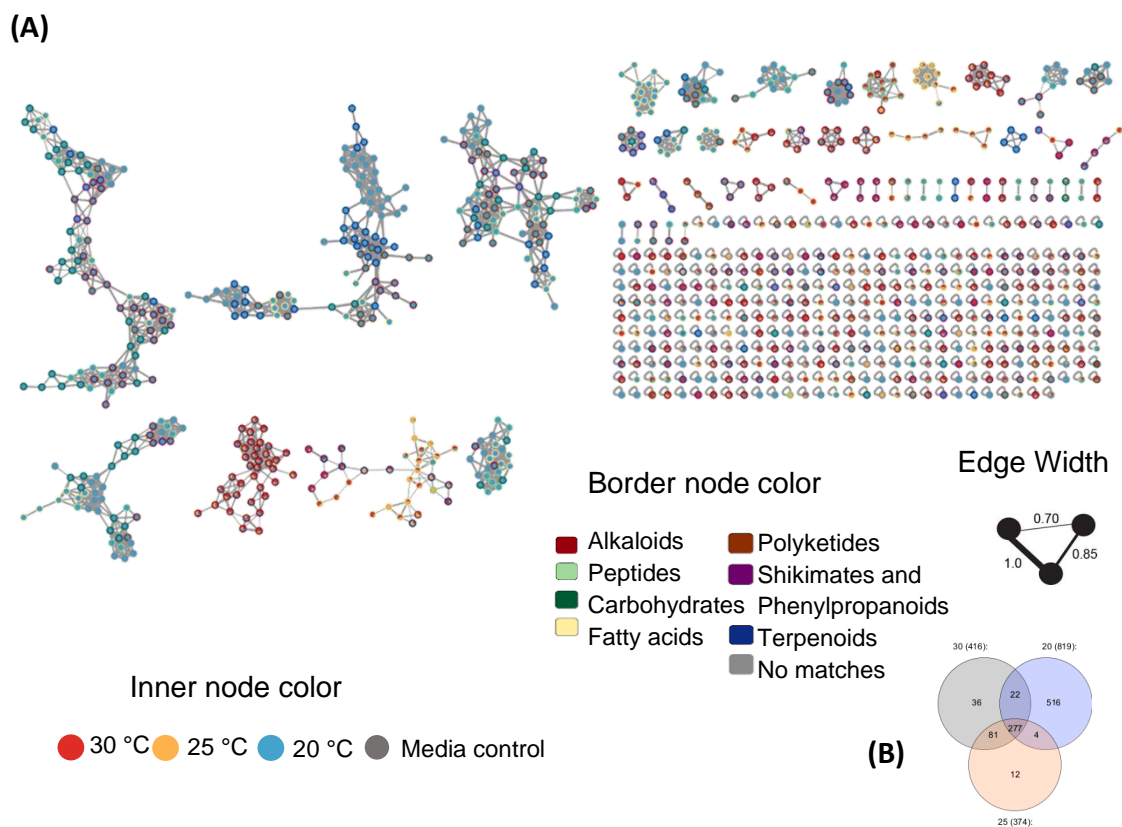 (A)
Edge Width
0.70
1.0
0.85
Border node color
Alkaloids
Peptides
Carbohydrates
Fatty acids
Polyketides
Shikimates and
Phenylpropanoids
Terpenoids
No matches
Inner node color
30 °C
25 °C
20 °C
Media control
(B)
30 (416):
20 (819):
36
22
516
277
81
4
12
25 (374):